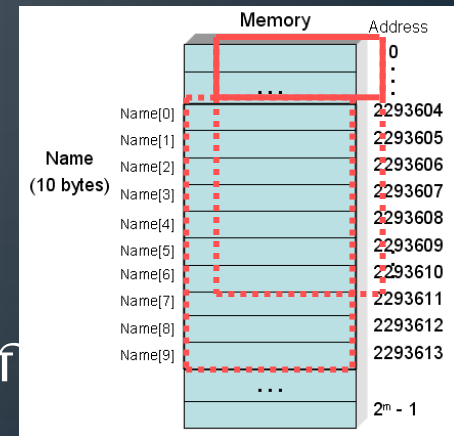 Memory Address
0
:
...
Name[0] 2293604
Name[1] 2293605
Name[2] 2293606
Name
(10 bytes)
Name[3] 2293607
Name[4] 2293608
Name[5] 2293609
Name[6] 2293610
Name[7] 2293611
Name[8] 2293612
Name[9] 2293613
...
2ᵐ - 1
f